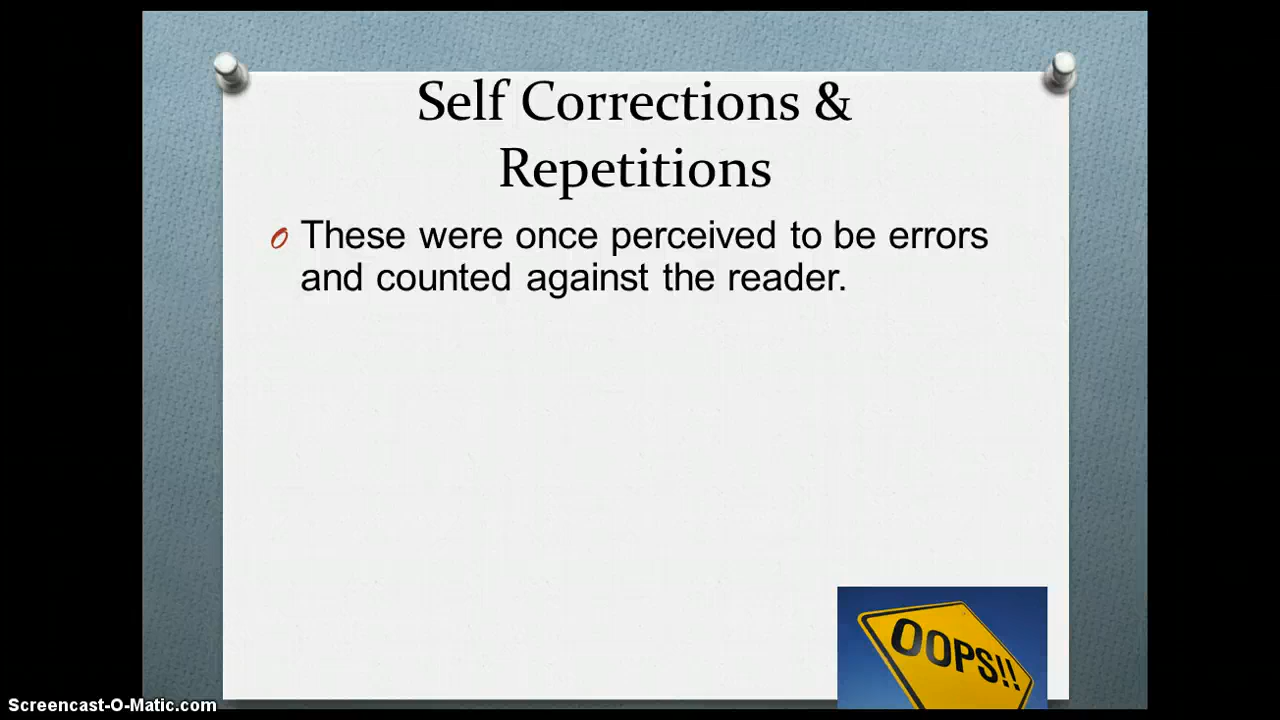 Self Corrections &
Repetitions
These were once perceived to be errors
and counted against the reader.
OOPS!!
Screencast-O-Matic.com